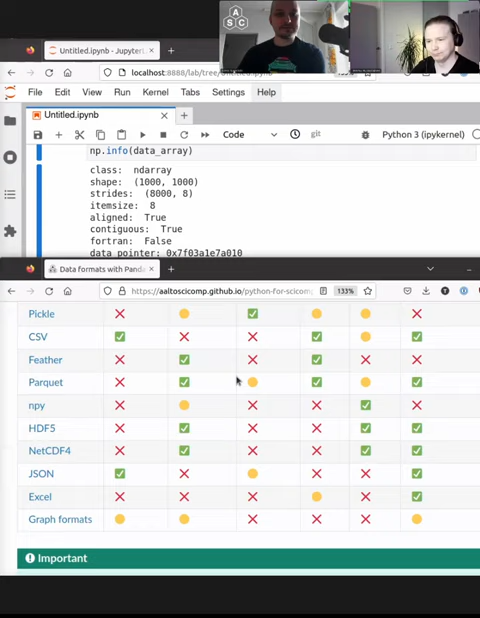 A
S C
Untitled.ipynb - JupyterL
localhost:8888/lab/tree/Untitled.ipynb
File Edit View Run Kernel Tabs Settings Help
Untitled.ipynb
Code
git
Python 3 (ipykernel)
np.info(data_array)
class: ndarray
shape: (1000, 1000)
strides: (8000, 8)
itemsize: 8
aligned: True
contiguous: True
fortran: False
data pointer: 0x7f03a1e7a010
Data formats with Panda
https://aaltoscicomp.github.io/python-for-scicom
133%
Pickle
CSV
Feather
Parquet
npy
HDF5
NetCDF4
JSON
Excel
Graph formats
Important